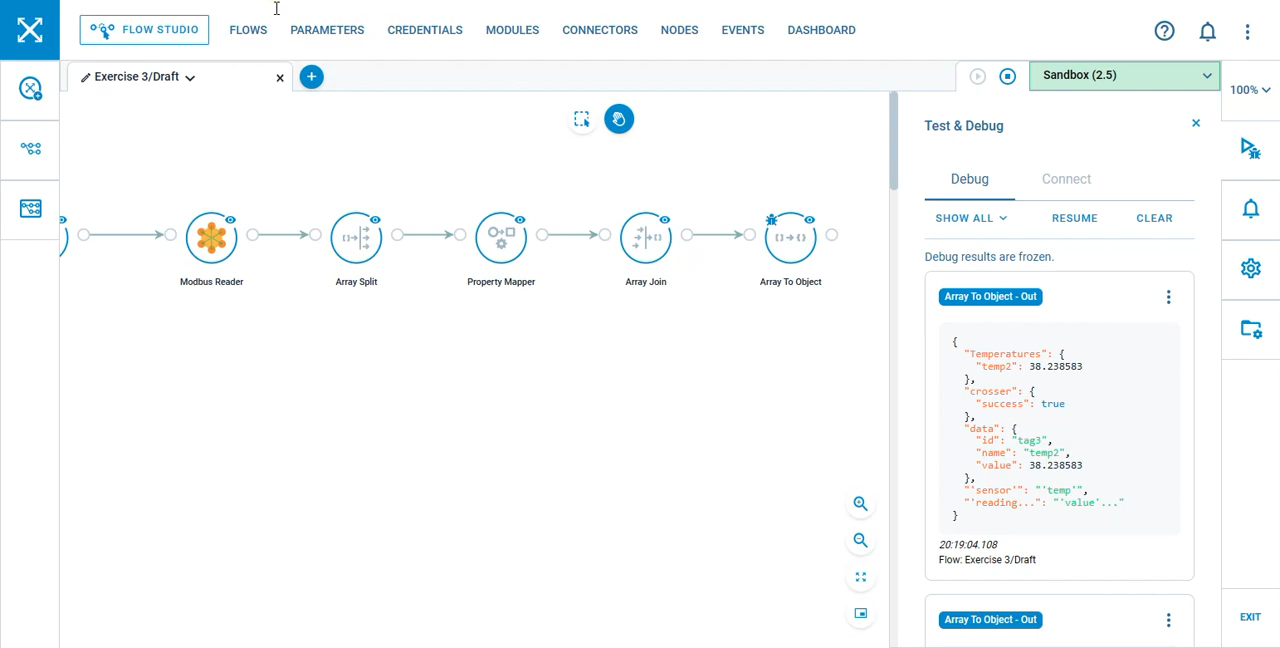 FLOW STUDIO FLOWS PARAMETERS CREDENTIALS MODULES CONNECTORS NODES EVENTS DASHBOARD
Exercise 3/Draft
Sandbox (2.5)
100%
Test & Debug
Debug Connect
SHOW ALL RESUME CLEAR
Debug results are frozen.
Modbus Reader Array Split Property Mapper Array Join Array To Object
Array To Object - Out
{
"Temperatures": {
"temp2": 38.238583
},
"crosser": {
"success": true
},
"data": {
"id": "tag3",
"name": "temp2",
"value": 38.238583
},
"'sensor'": "'temp'",
"'reading...": "'value'..."
}
20:19:04.108
Flow: Exercise 3/Draft
Array To Object - Out
EXIT